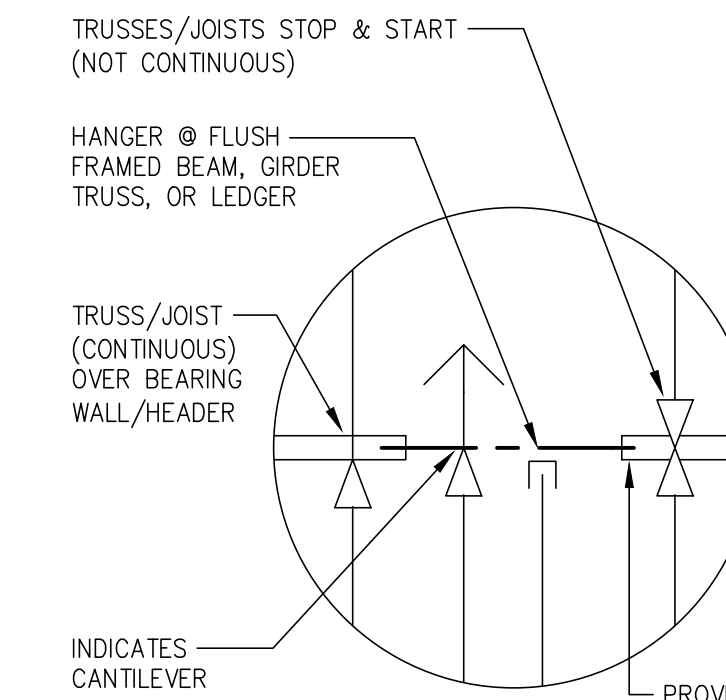 TRUSSES/JOISTS STOP & START
(NOT CONTINUOUS)
HANGER @ FLUSH
FRAMED BEAM, GIRDER
TRUSS, OR LEDGER
TRUSS/JOIST
(CONTINUOUS)
OVER BEARING
WALL/HEADER
INDICATES
CANTILEVER